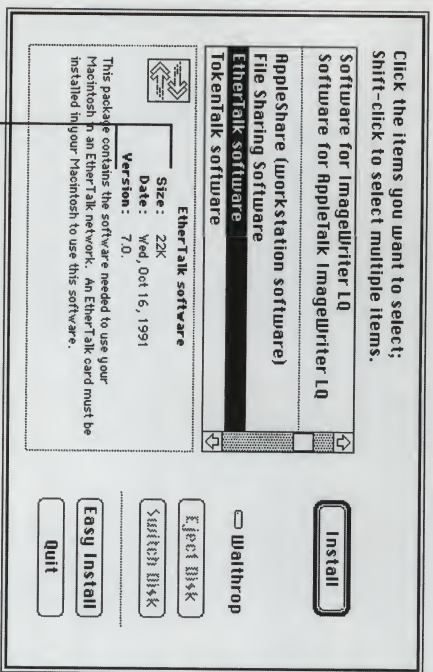 Click the items you want to select;
Shift-click to select multiple items.
Software for ImageWriter LQ
Software for AppleTalk ImageWriter LQ
AppleShare (workstation software)
File Sharing Software
EtherTalk software
TokenTalk software
EtherTalk software
Size: 22K
Date: Wed, Oct 16, 1991
Version: 7.0.
This package contains the software needed to use your
Macintosh in an EtherTalk network. An EtherTalk card must be
installed in your Macintosh to use this software.
Install
Walthrop
Eject Disk
Switch Disk
Easy Install
Quit